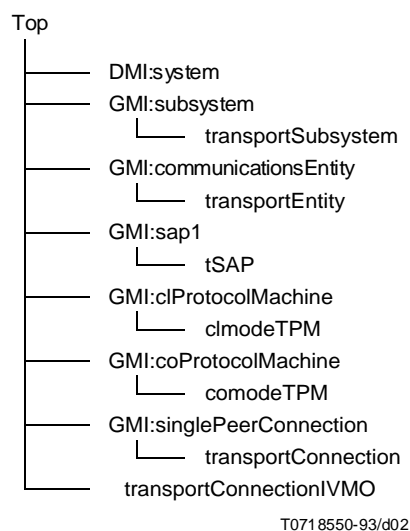 Top
DMI:system
GMI:subsystem
transportSubsystem
GMI:communicationsEntity
transportEntity
GMI:sap1
tSAP
GMI:clProtocolMachine
clmodeTPM
GMI:coProtocolMachine
comodeTPM
GMI:singlePeerConnection
transportConnection
transportConnectionIVMO
T0718550-93/d02